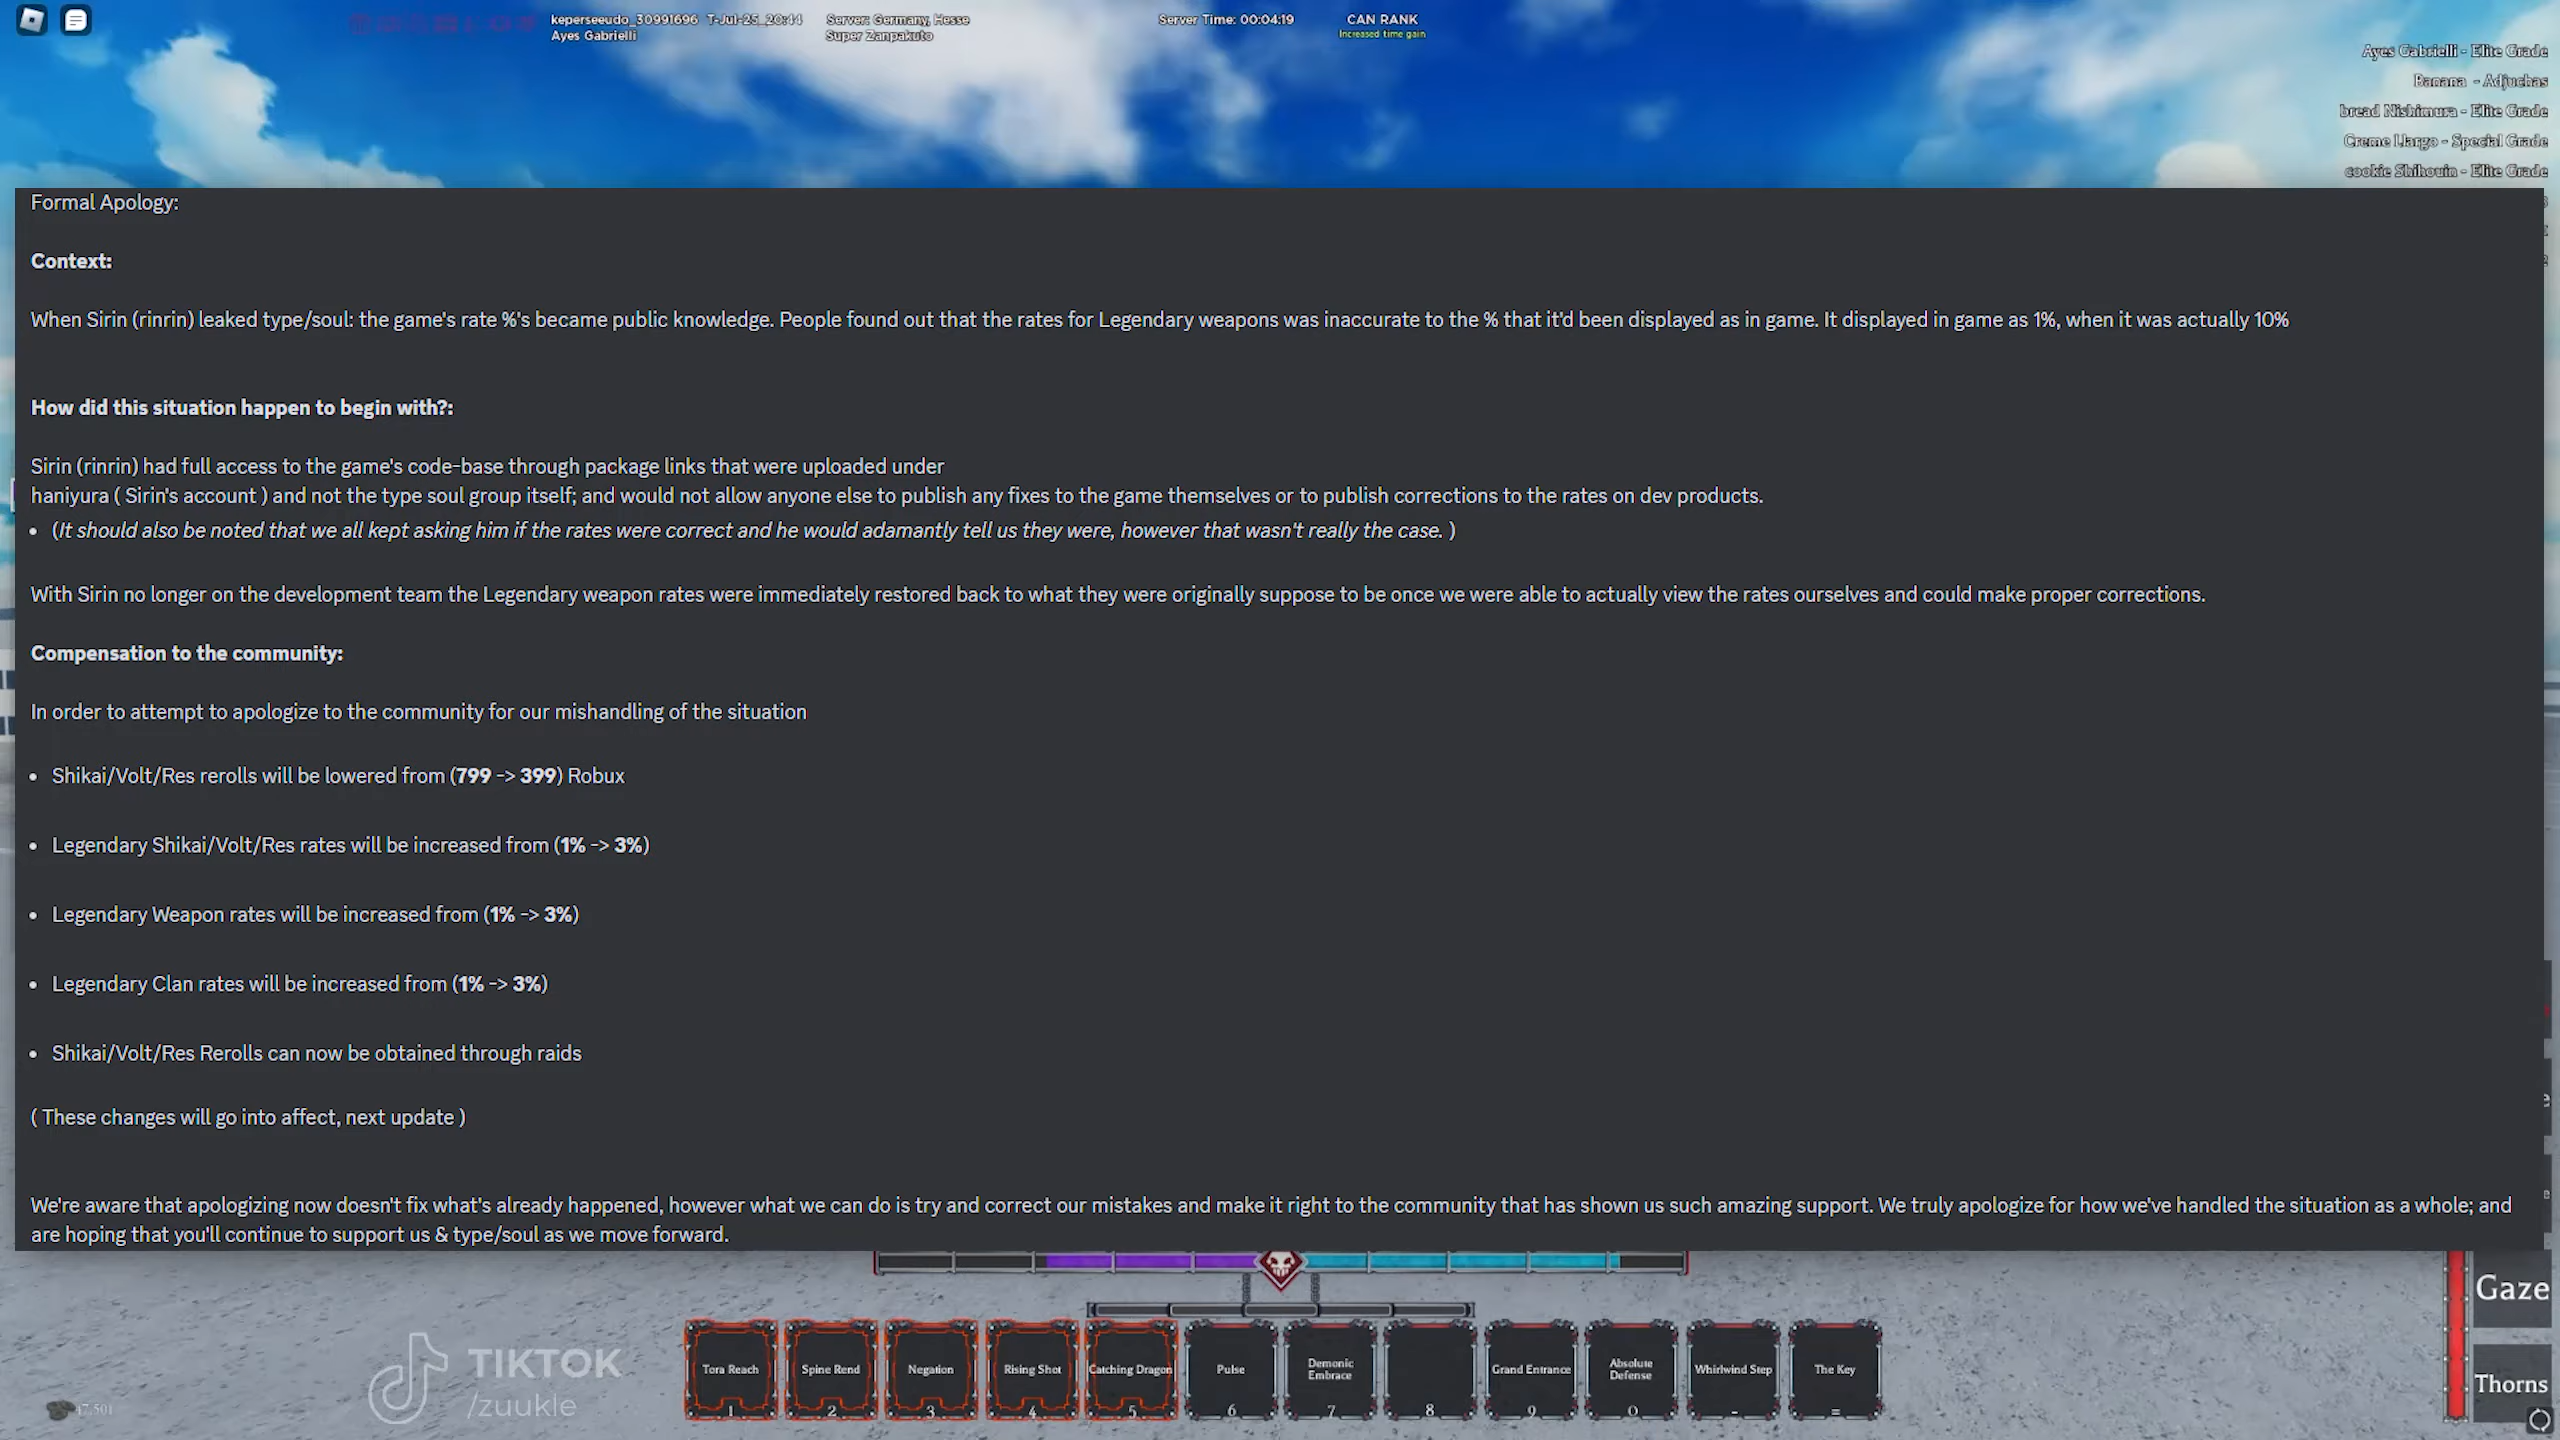 keperseeudo_30991696 T-Jul-25_20:44 Server: Germany, Hesse Server Time: 00:04:19 CAN RANK
Ayes Gabrielli Super Zanpakuto Increased time gain
Ayes Gabrielli - Elite Grade
Banana - Adjuchas
bread Nishimura - Elite Grade
Creme Llargo - Special Grade
cookie Shihouin - Elite Grade
Formal Apology:
Context:
When Sirin (rinrin) leaked type/soul: the game's rate %'s became public knowledge. People found out that the rates for Legendary weapons was inaccurate to the % that it'd been displayed as in game. It displayed in game as 1%, when it was actually 10%
How did this situation happen to begin with?:
Sirin (rinrin) had full access to the game's code-base through package links that were uploaded under
haniyura ( Sirin's account ) and not the type soul group itself; and would not allow anyone else to publish any fixes to the game themselves or to publish corrections to the rates on dev products.
• (It should also be noted that we all kept asking him if the rates were correct and he would adamantly tell us they were, however that wasn't really the case. )
With Sirin no longer on the development team the Legendary weapon rates were immediately restored back to what they were originally suppose to be once we were able to actually view the rates ourselves and could make proper corrections.
Compensation to the community:
In order to attempt to apologize to the community for our mishandling of the situation
• Shikai/Volt/Res rerolls will be lowered from (799 -> 399) Robux
• Legendary Shikai/Volt/Res rates will be increased from (1% -> 3%)
• Legendary Weapon rates will be increased from (1% -> 3%)
• Legendary Clan rates will be increased from (1% -> 3%)
• Shikai/Volt/Res Rerolls can now be obtained through raids
( These changes will go into affect, next update )
We're aware that apologizing now doesn't fix what's already happened, however what we can do is try and correct our mistakes and make it right to the community that has shown us such amazing support. We truly apologize for how we've handled the situation as a whole; and
are hoping that you'll continue to support us & type/soul as we move forward.
Gaze
Thorns
TIKTOK
/zuukle
47,501
Tora Reach Spine Rend Negation Rising Shot Catching Dragon Pulse Demonic Embrace Grand Entrance Absolute Defense Whirlwind Step The Key
1 2 3 4 5 6 7 8 9 0 - =